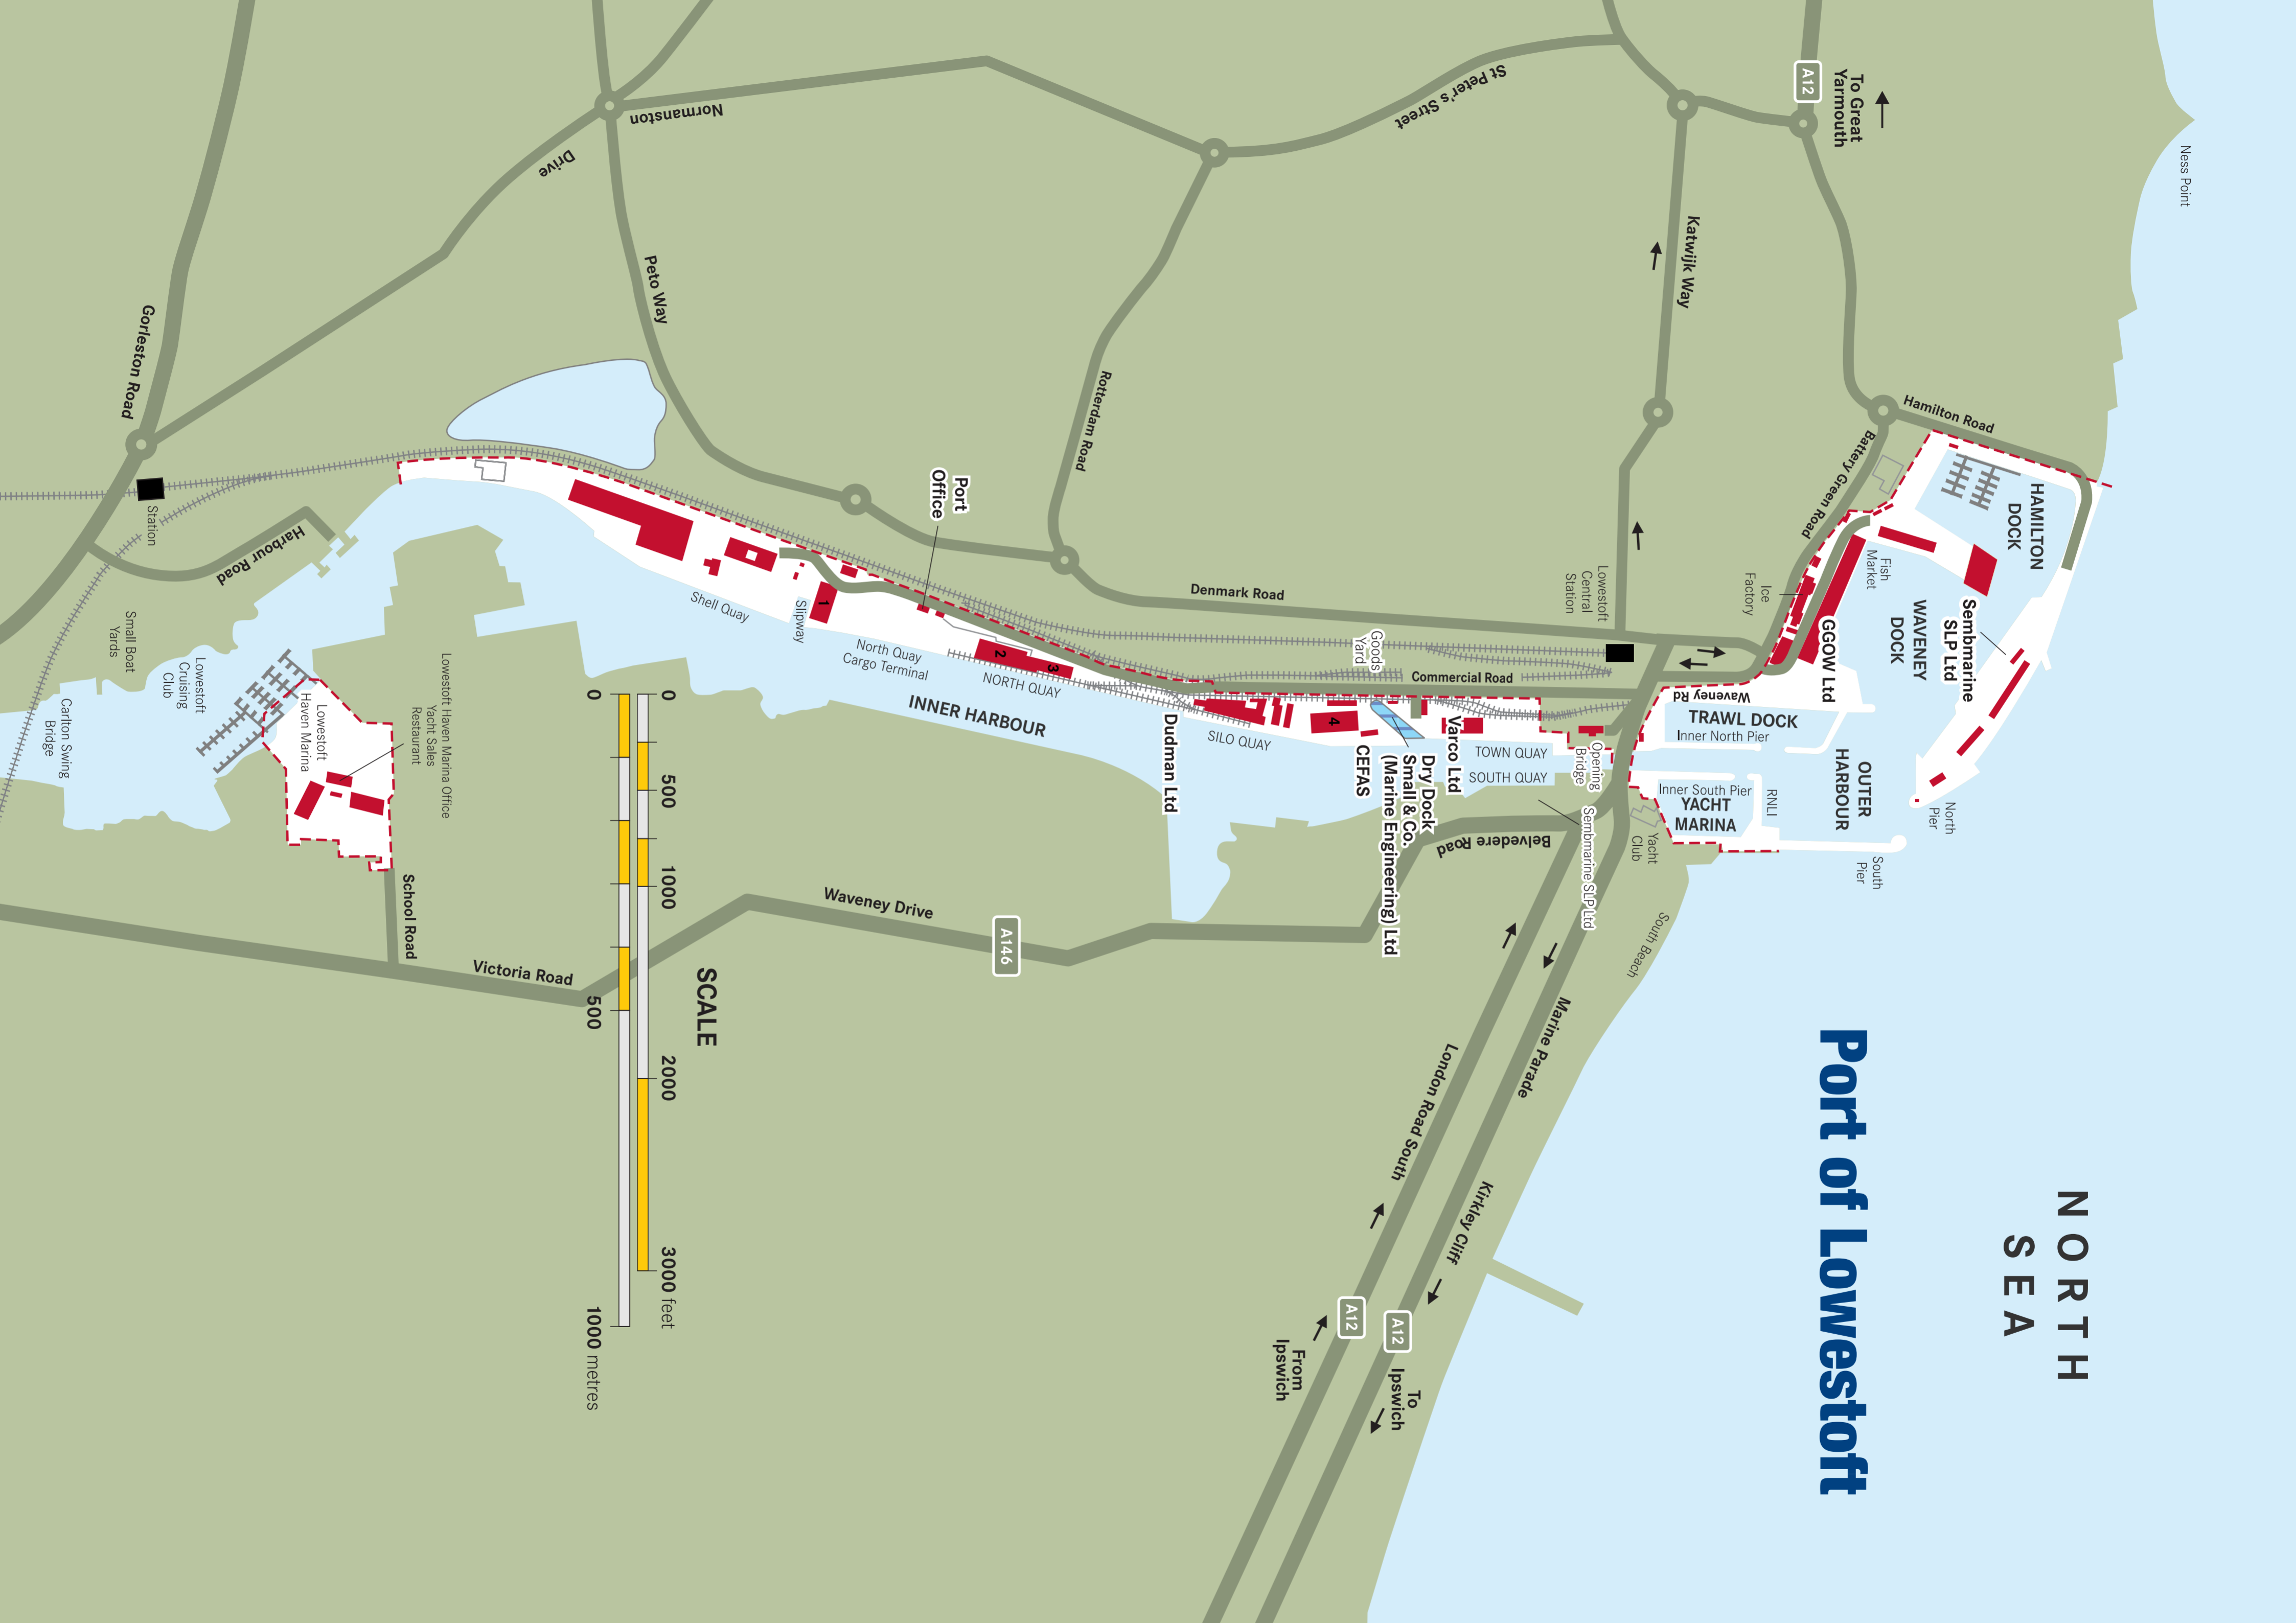 Port of Lowestoft
NORTH
SEA
Ness Point
To Great
Yarmouth
A12
St Peter's Street
Normanston
Drive
Katwijk Way
Peto Way
Gorleston Road
Rotterdam Road
Hamilton Road
Battery Green Road
HAMILTON
DOCK
Port
Office
Station
Harbour Road
Denmark Road
Lowestoft
Central
Station
Ice
Factory
Fish
Market
WAVENEY
DOCK
Sembmarine
SLP Ltd
GGOW Ltd
Shell Quay
Slipway
1
North Quay
Cargo Terminal
2
3
NORTH QUAY
Goods
Yard
Commercial Road
Waveney Rd
TRAWL DOCK
Inner North Pier
Small Boat
Yards
Lowestoft
Cruising
Club
Carlton Swing
Bridge
Lowestoft
Haven Marina
Lowestoft Haven Marina Office
Yacht Sales
Restaurant
INNER HARBOUR
Dudman Ltd
SILO QUAY
4
CEFAS
Dry Dock
Small & Co.
(Marine Engineering) Ltd
Varco Ltd
TOWN QUAY
SOUTH QUAY
Opening
Bridge
Sembmarine SLP Ltd
OUTER
HARBOUR
Inner South Pier
YACHT
MARINA
RNLI
North
Pier
South
Pier
Yacht
Club
South Beach
Belvedere Road
Waveney Drive
A146
School Road
Victoria Road
SCALE
0
500
1000
2000
3000 feet
0
500
1000 metres
Marine Parade
London Road South
Kirkley Cliff
A12
A12
From
Ipswich
To
Ipswich